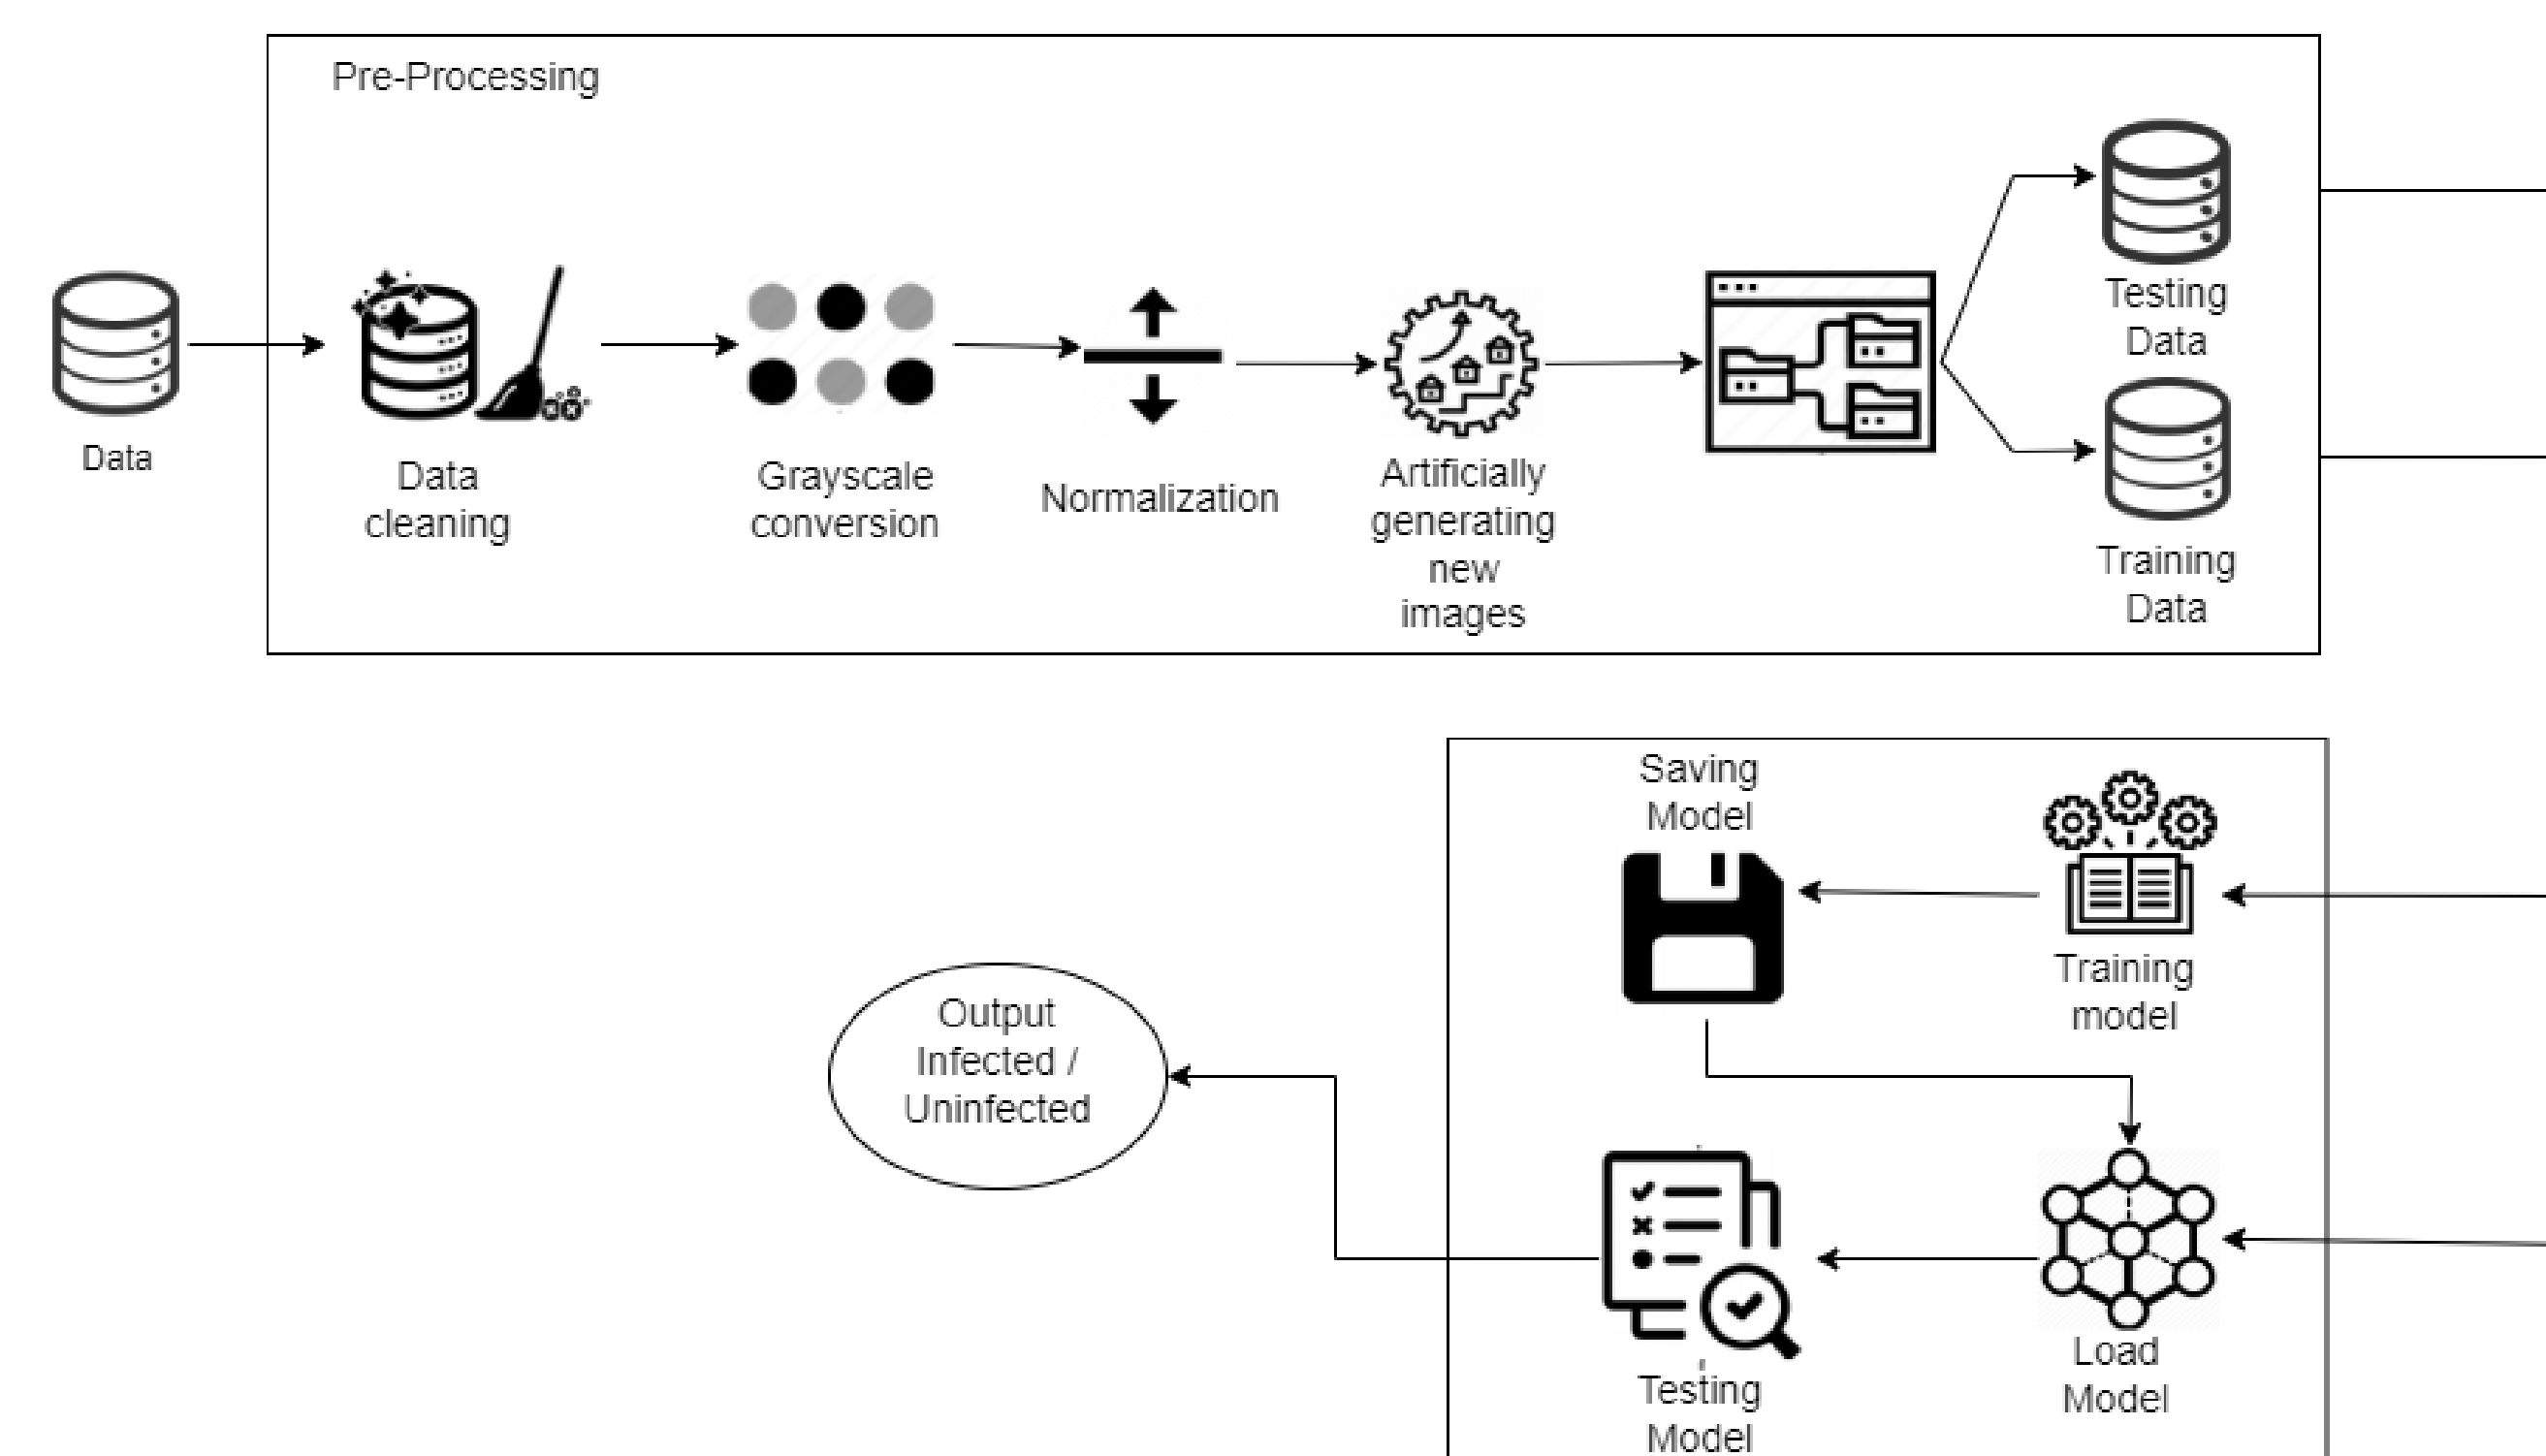 Pre-Processing
Data
Data
cleaning
Grayscale
conversion
Normalization
Artificially
generating
new
images
Testing
Data
Training
Data
Saving
Model
Training
model
Output
Infected /
Uninfected
Load
Model
Testing
Model